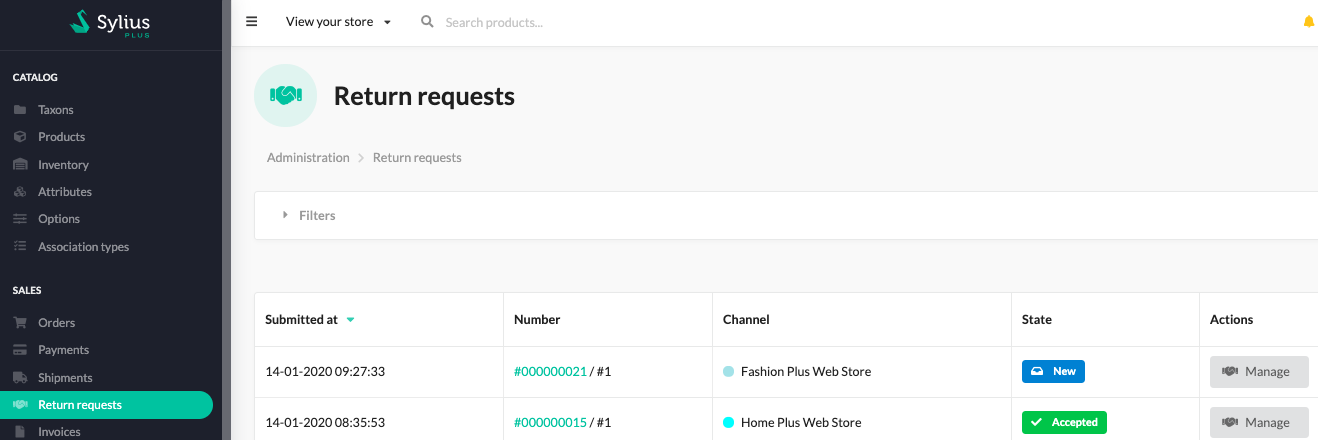 Sylius
PLUS
View your store
Search products...
CATALOG
Taxons
Products
Inventory
Attributes
Options
Association types
SALES
Orders
Payments
Shipments
Return requests
Invoices
Return requests
Administration > Return requests
Filters
Submitted at Number Channel State Actions
14-01-2020 09:27:33 #000000021 / #1 Fashion Plus Web Store New Manage
14-01-2020 08:35:53 #000000015 / #1 Home Plus Web Store Accepted Manage